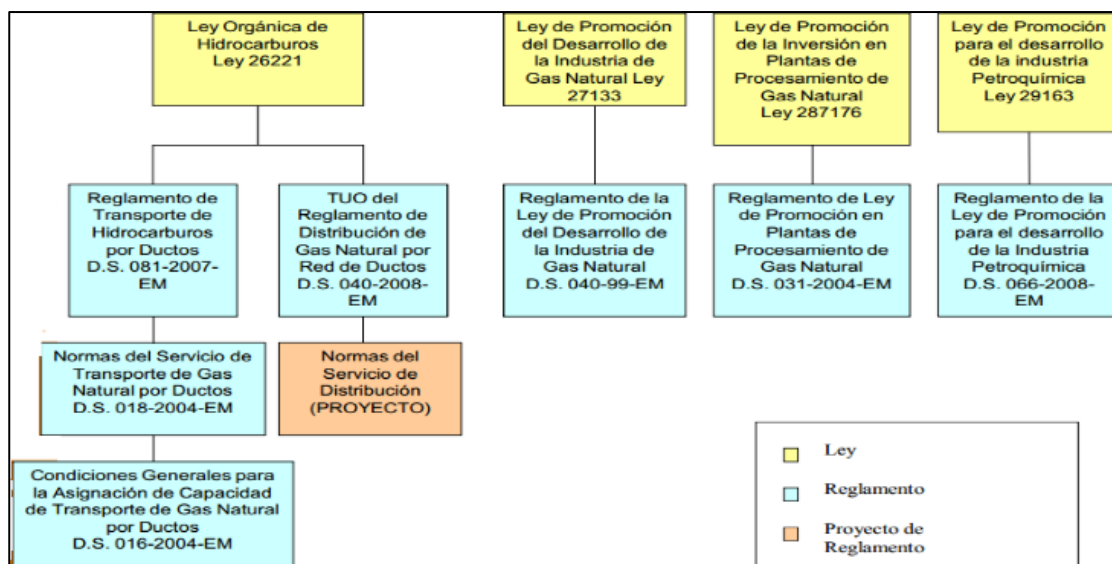 Ley Orgánica de
Hidrocarburos
Ley 26221
Ley de Promoción
del Desarrollo de
la Industria de
Gas Natural Ley
27133
Ley de Promoción
de la Inversión en
Plantas de
Procesamiento de
Gas Natural
Ley 287176
Ley de Promoción
para el desarrollo
de la industria
Petroquímica
Ley 29163
Reglamento de
Transporte de
Hidrocarburos
por Ductos
D.S. 081-2007-
EM
TUO del
Reglamento de
Distribución de
Gas Natural por
Red de Ductos
D.S. 040-2008-
EM
Reglamento de la
Ley de Promoción
del Desarrollo de
la Industria de
Gas Natural
D.S. 040-99-EM
Reglamento de Ley
de Promoción en
Plantas de
Procesamiento de
Gas Natural
D.S. 031-2004-EM
Reglamento de la
Ley de Promoción
para el desarrollo
de la Industria
Petroquímica
D.S. 066-2008-
EM
Normas del Servicio de
Transporte de Gas
Natural por Ductos
D.S. 018-2004-EM
Normas del
Servicio de
Distribución
(PROYECTO)
Condiciones Generales para
la Asignación de Capacidad
de Transporte de Gas Natural
por Ductos
D.S. 016-2004-EM
Ley
Reglamento
Proyecto de
Reglamento